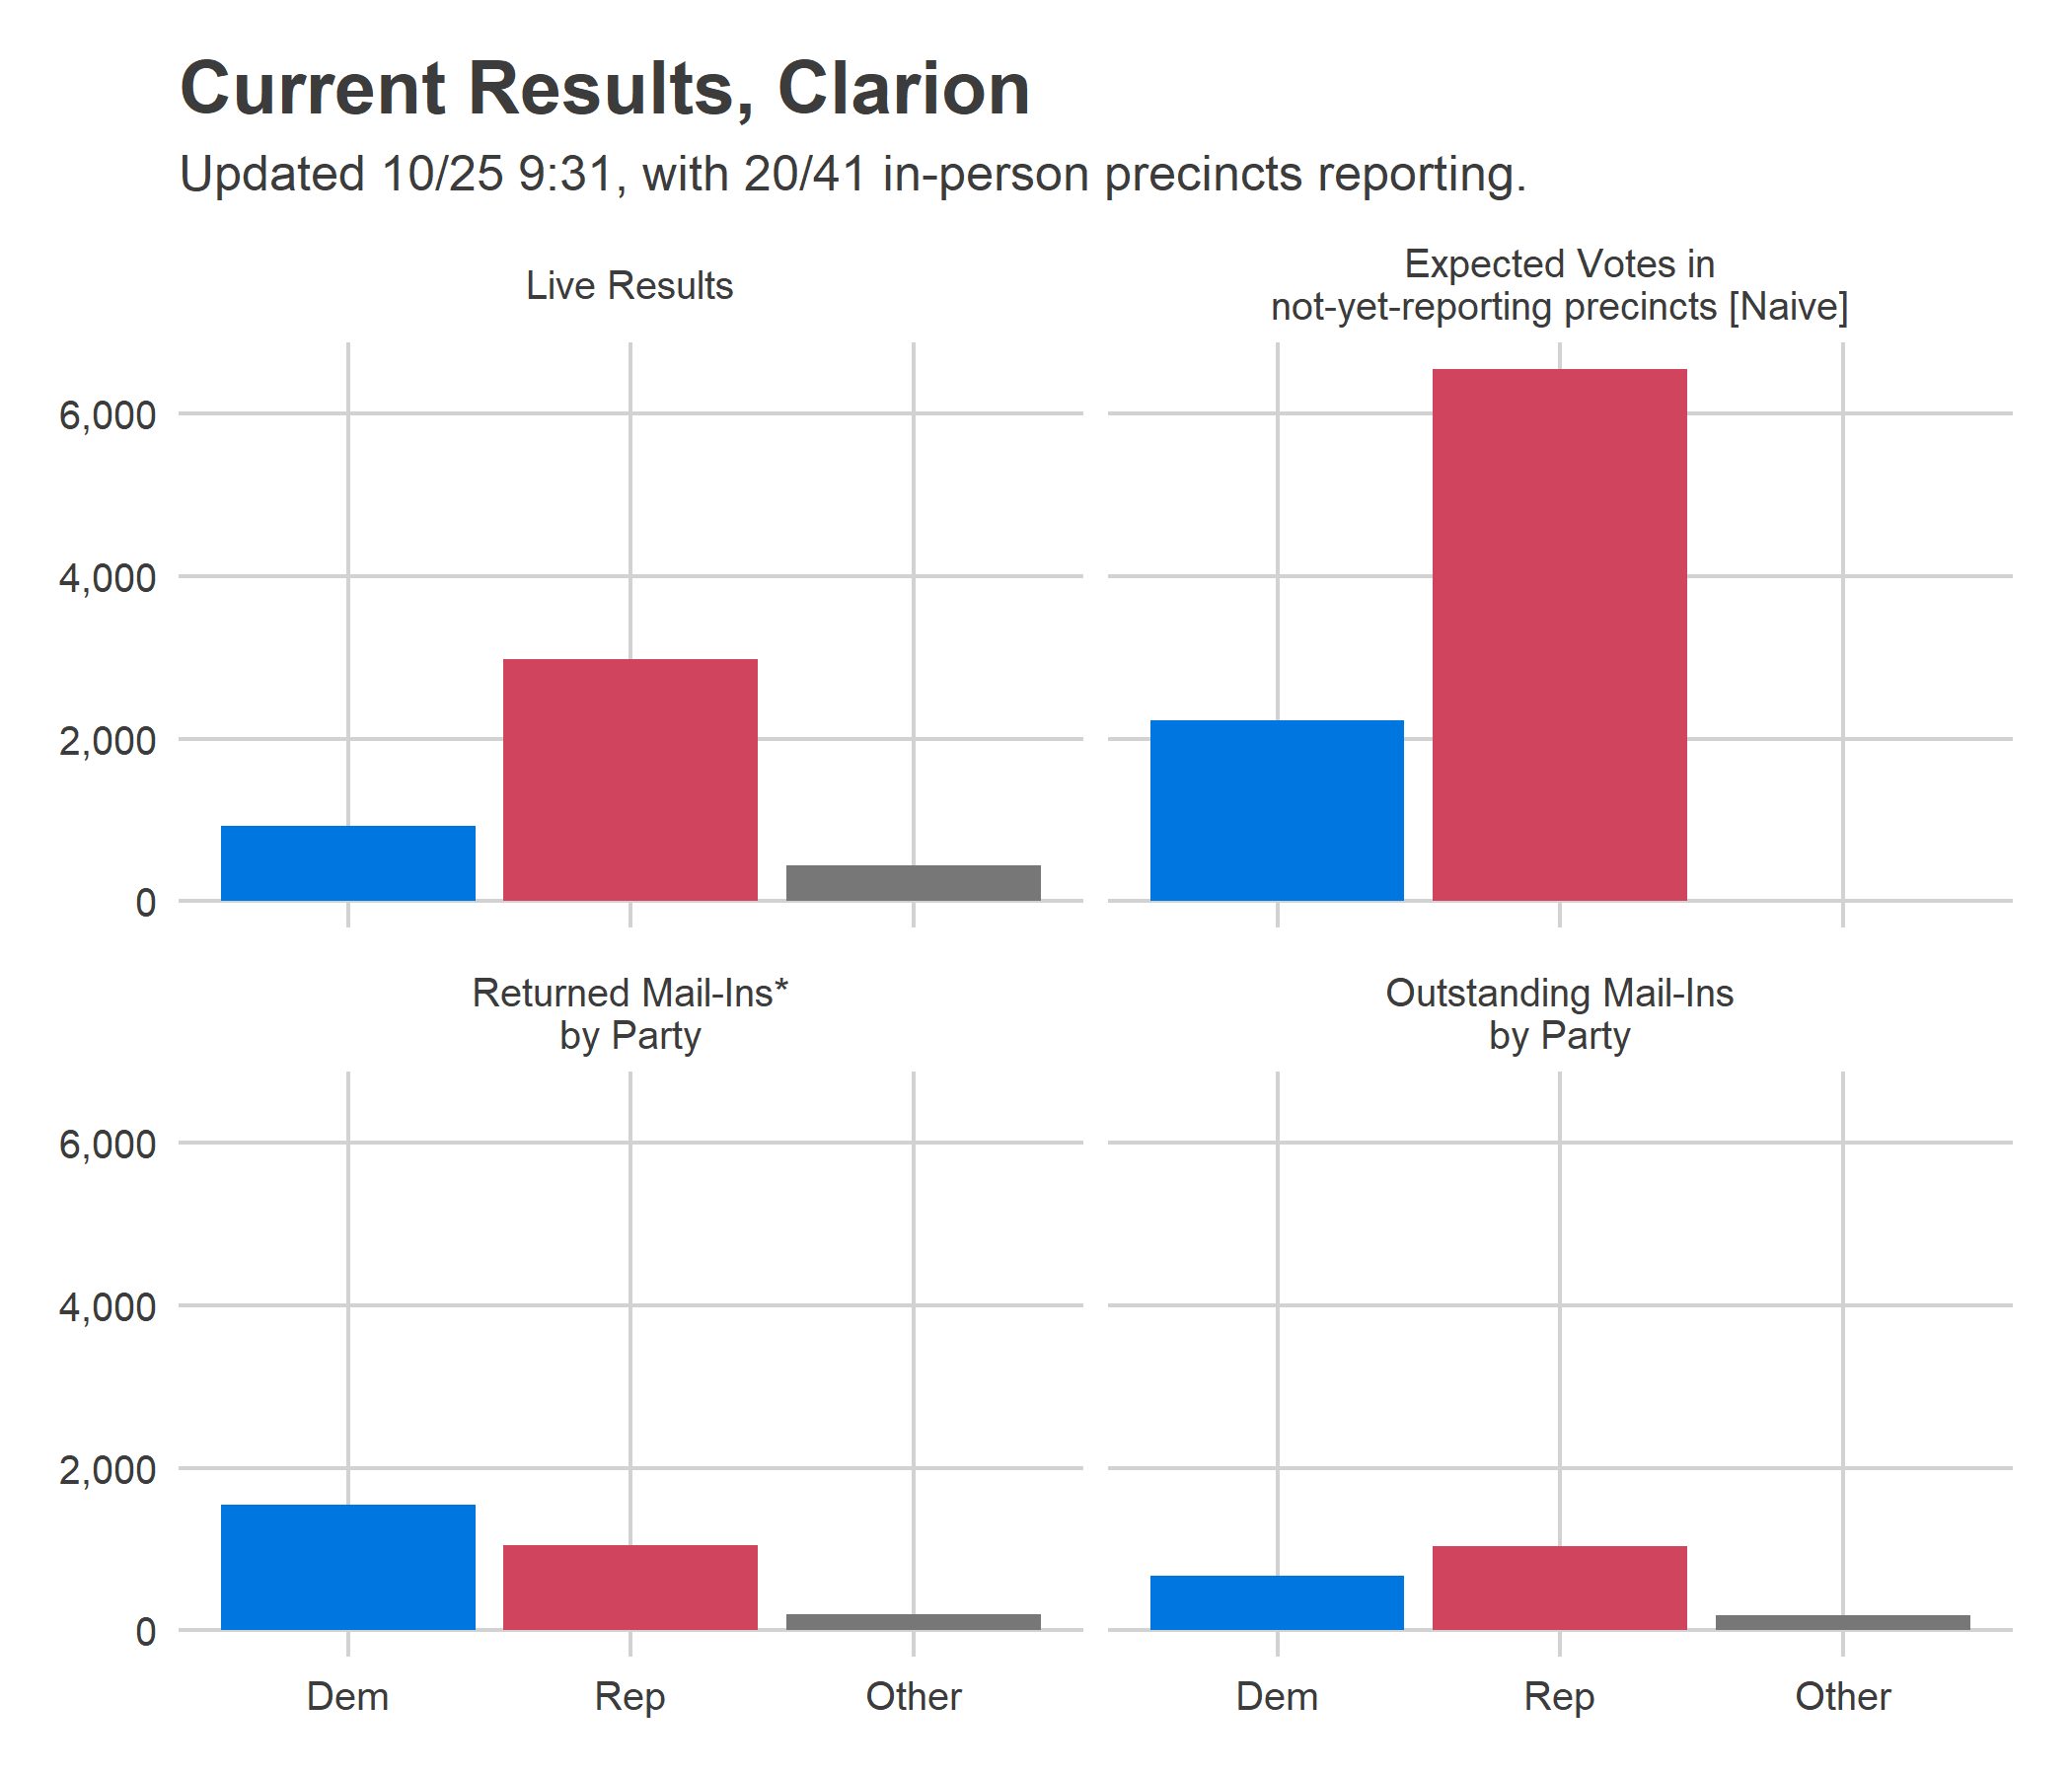 Current Results, Clarion
Updated 10/25 9:31, with 20/41 in-person precincts reporting.
Live Results
Expected Votes in
not-yet-reporting precincts [Naive]
6,000
4,000
2,000
0
Returned Mail-Ins*
by Party
Outstanding Mail-Ins
by Party
6,000
4,000
2,000
0
Dem Rep Other Dem Rep Other